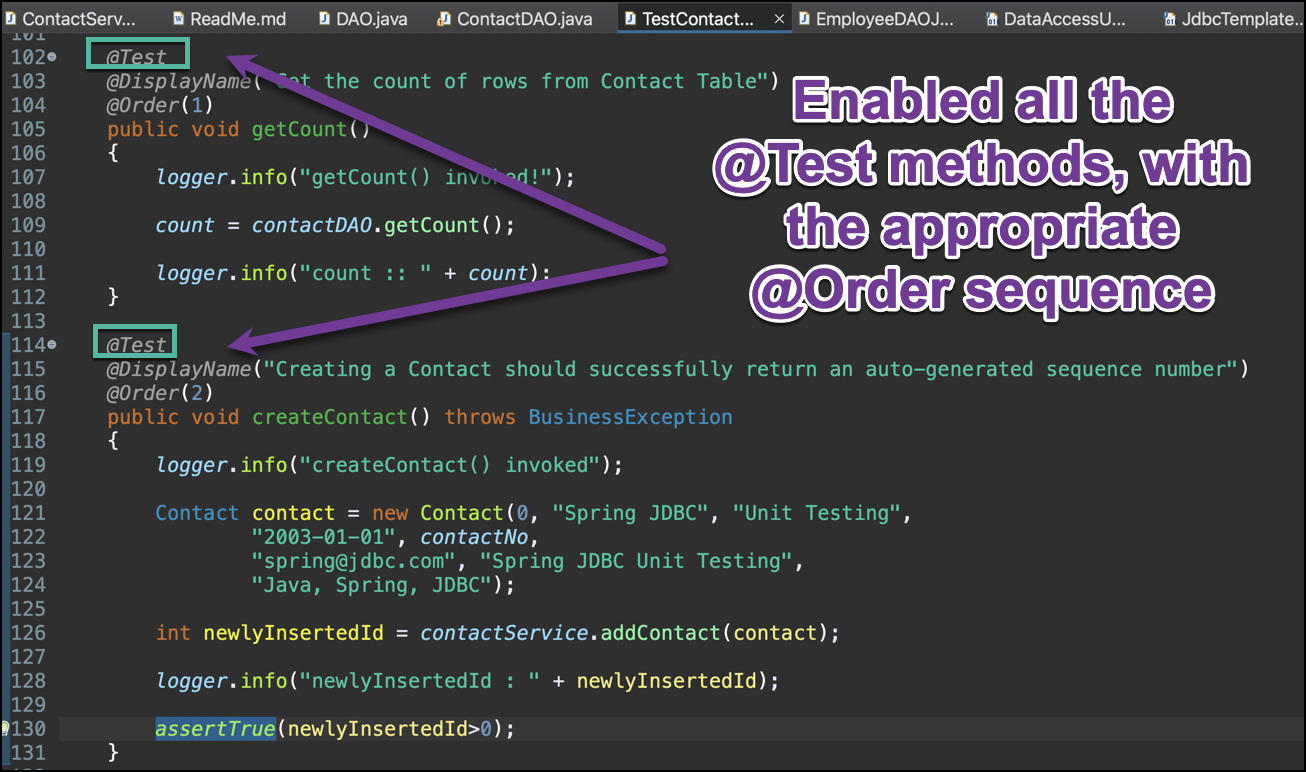 ContactServ... ReadMe.md DAO.java ContactDAO.java TestContact... EmployeeDAOJ... DataAccessU... JdbcTemplate...
101
102 @Test
103 @DisplayName("Get the count of rows from Contact Table")
104 @Order(1)
105 public void getCount()
106 {
107 logger.info("getCount() invoked!");
108
109 count = contactDAO.getCount();
110
111 logger.info("count :: " + count);
112 }
113
114 @Test
115 @DisplayName("Creating a Contact should successfully return an auto-generated sequence number")
116 @Order(2)
117 public void createContact() throws BusinessException
118 {
119 logger.info("createContact() invoked");
120
121 Contact contact = new Contact(0, "Spring JDBC", "Unit Testing",
122 "2003-01-01", contactNo,
123 "spring@jdbc.com", "Spring JDBC Unit Testing",
124 "Java, Spring, JDBC");
125
126 int newlyInsertedId = contactService.addContact(contact);
127
128 logger.info("newlyInsertedId : " + newlyInsertedId);
129
130 assertTrue(newlyInsertedId>0);
131 }
Enabled all the
@Test methods, with
the appropriate
@Order sequence